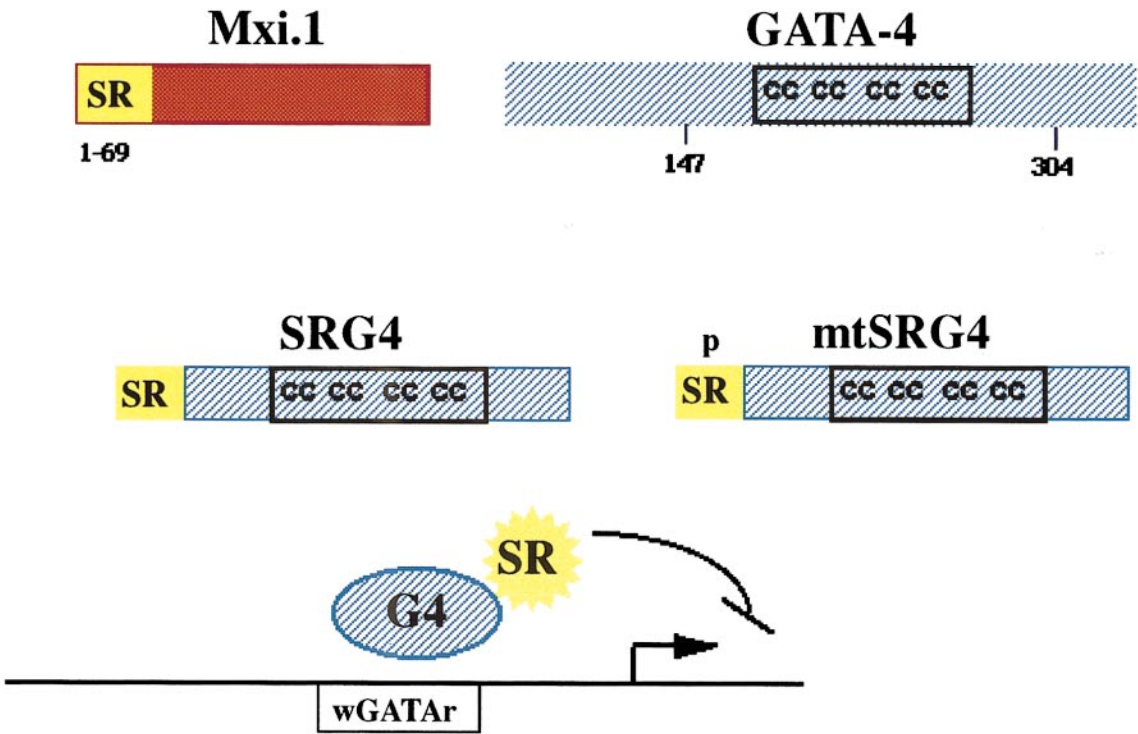 Mxi.1
GATA-4
SR
CC CC CC CC
1-69
147
304
SRG4
p mtSRG4
SR
CC CC CC CC
SR
CC CC CC CC
SR
G4
wGATAr